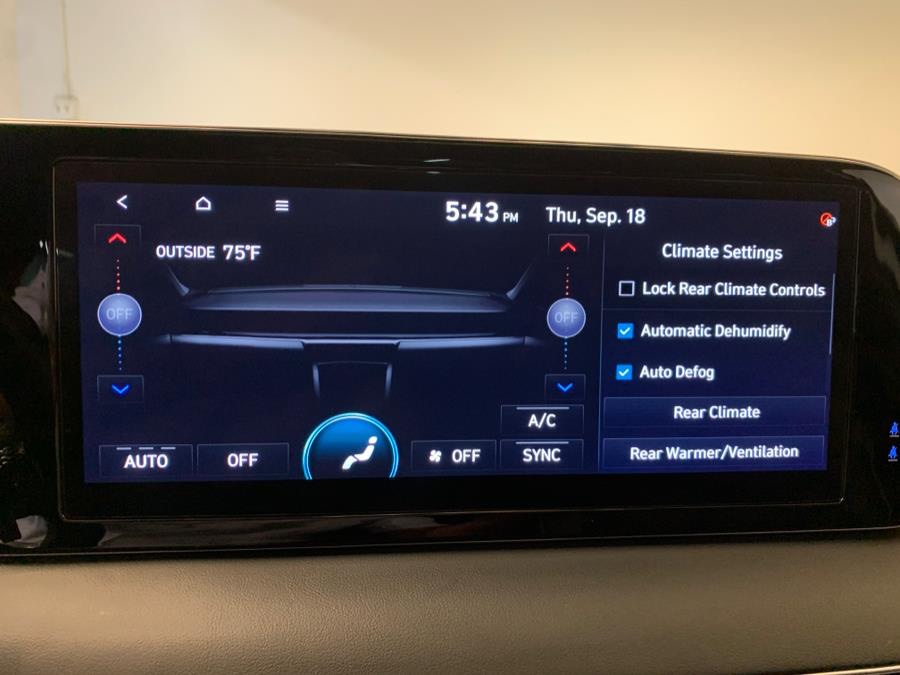 5:43 PM Thu, Sep. 18
OUTSIDE 75°F
Climate Settings
Lock Rear Climate Controls
OFF
OFF
Automatic Dehumidify
Auto Defog
A/C
Rear Climate
AUTO
OFF
OFF
SYNC
Rear Warmer/Ventilation